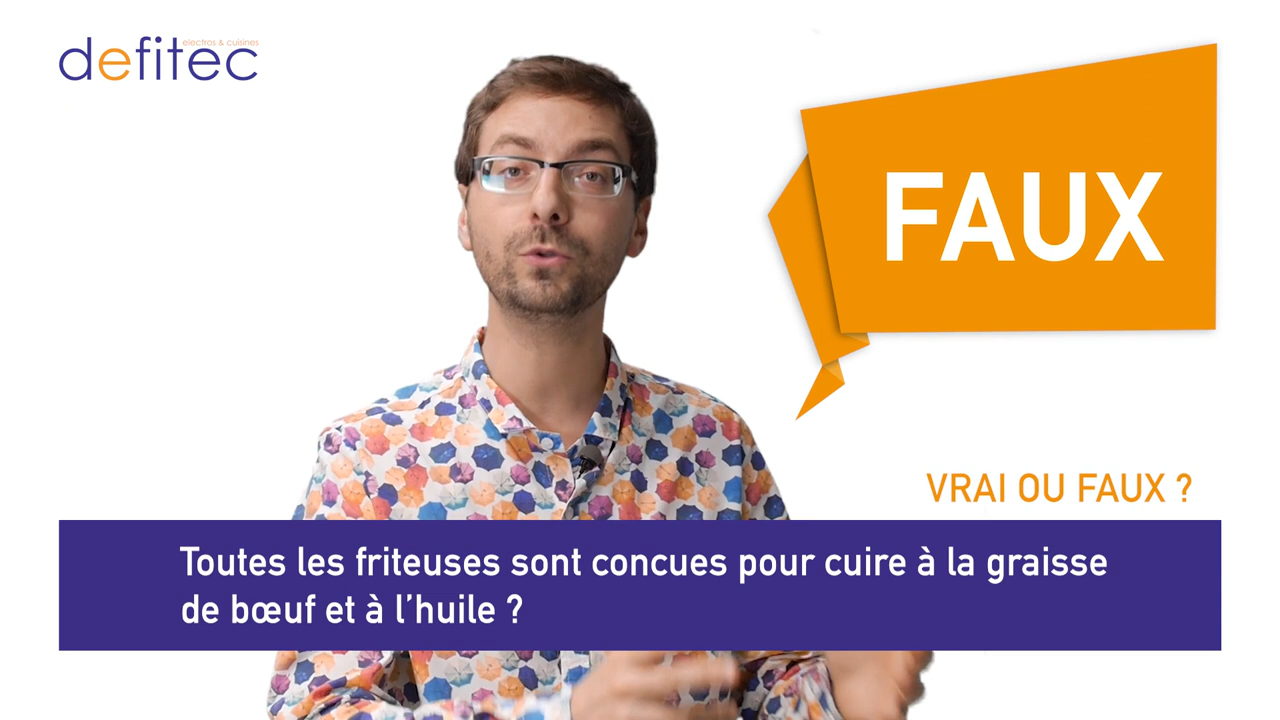 defitec
electros & cuisines
FAUX
VRAI OU FAUX ?
Toutes les friteuses sont concues pour cuire à la graisse
de bœuf et à l'huile ?